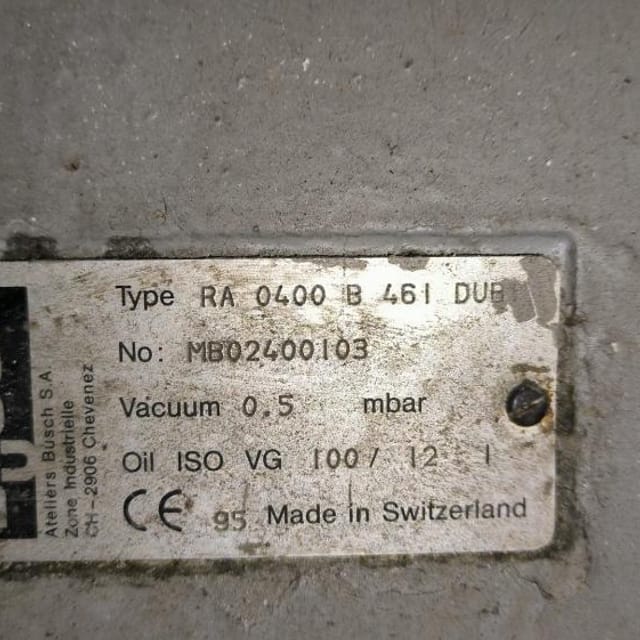 Type RA 0400 B 461 DUB
No: MB02400103
Vacuum 0.5 mbar
Oil ISO VG 100/ 12 l
CE 95 Made in Switzerland
Ateliers Busch S.A.
Zone Industrielle
CH-2906 Chevenez